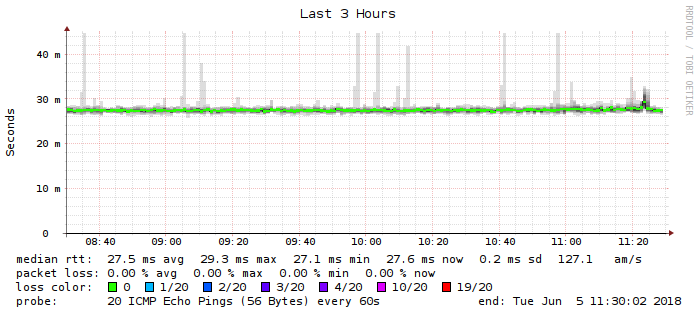 Last 3 Hours
RRDTOOL / TOBI OETIKER
Seconds
40 m
30 m
20 m
10 m
0
08:40 09:00 09:20 09:40 10:00 10:20 10:40 11:00 11:20
median rtt: 27.5 ms avg 29.3 ms max 27.1 ms min 27.6 ms now 0.2 ms sd 127.1 am/s
packet loss: 0.00 % avg 0.00 % max 0.00 % min 0.00 % now
loss color: 0 1/20 2/20 3/20 4/20 10/20 19/20
probe: 20 ICMP Echo Pings (56 Bytes) every 60s end: Tue Jun 5 11:30:02 2018